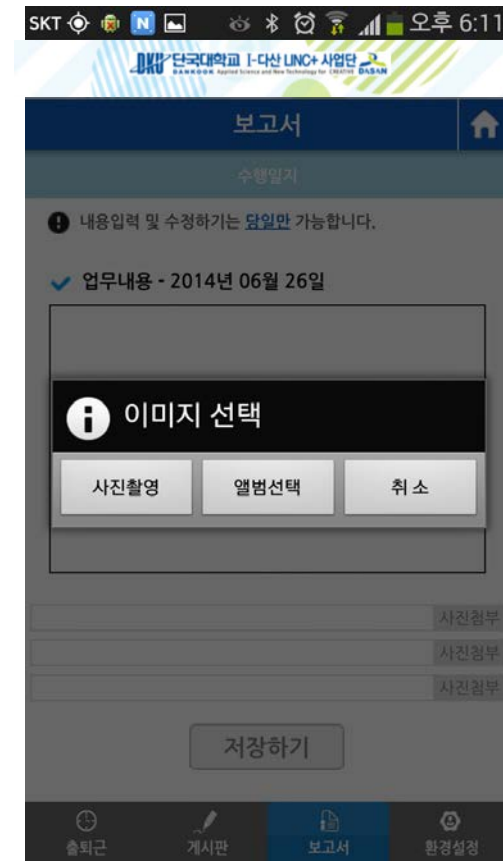 SKT N 오후 6:11
DKU 단국대학교 I-다산 LINC+ 사업단
DANKOOK Applied Science and New Technology for CREATIVE DASAN
보고서
수행일지
내용입력 및 수정하기는 당일만 가능합니다.
업무내용 - 2014년 06월 26일
이미지 선택
사진촬영 앨범선택 취 소
사진첨부
사진첨부
사진첨부
저장하기
출퇴근 게시판 보고서 환경설정